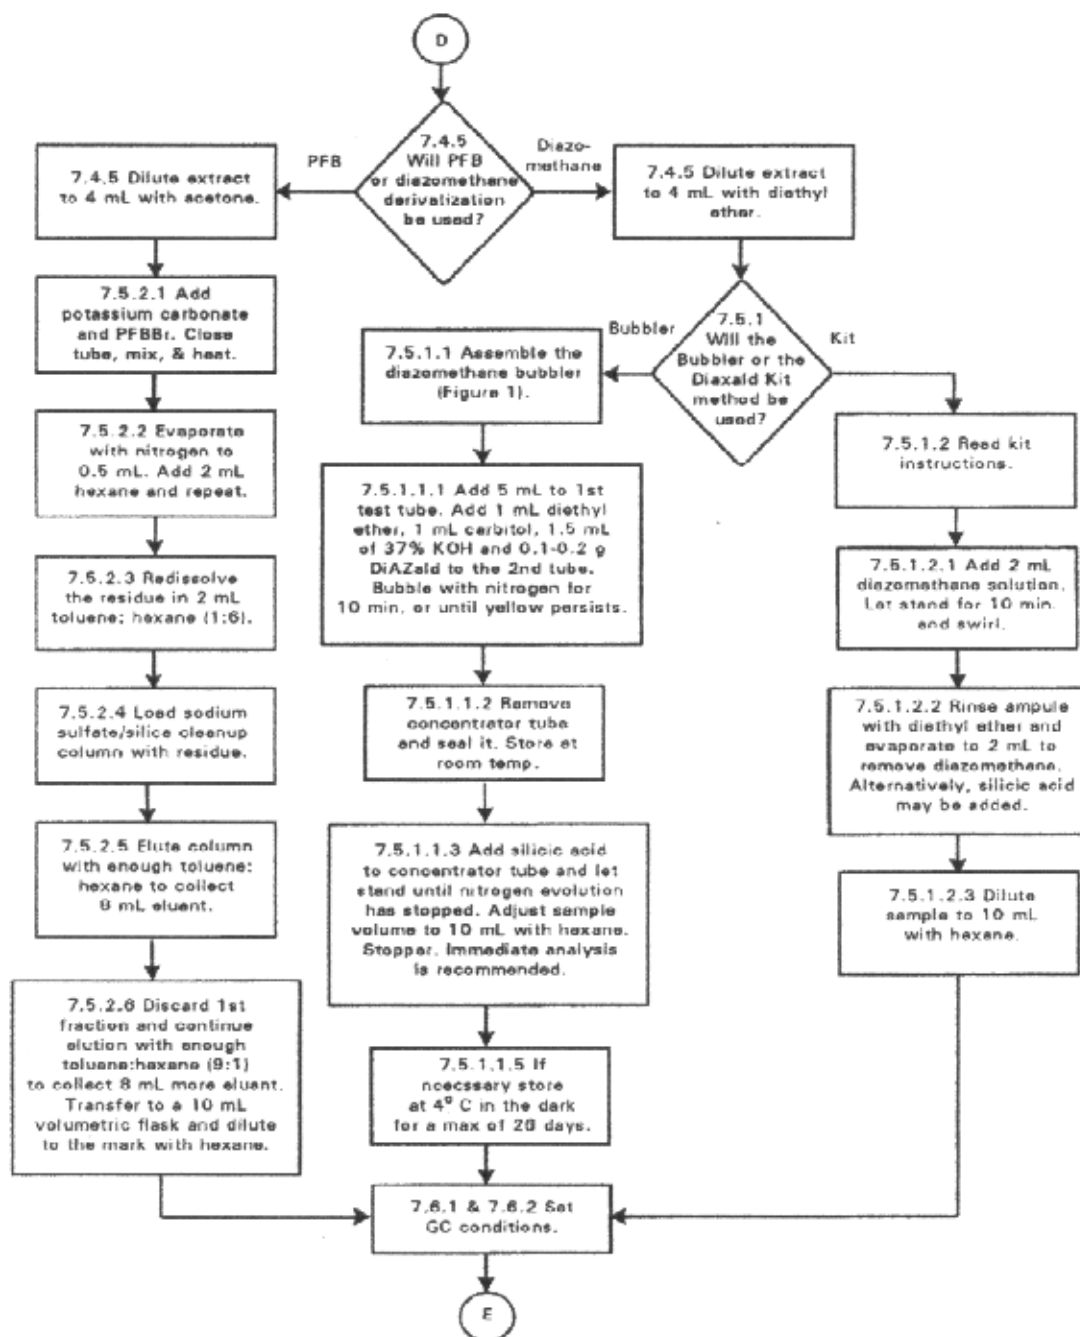 D
7.4.5
Will PFB
or diazomethane
derivatization
be used?
PFB
Diazo-
methane
7.4.5 Dilute extract
to 4 mL with acetone.
7.4.5 Dilute extract
to 4 mL with diethyl
ether.
7.5.2.1 Add
potassium carbonate
and PFBBr. Close
tube, mix, & heat.
7.5.2.2 Evaporate
with nitrogen to
0.5 mL. Add 2 mL
hexane and repeat.
7.5.2.3 Redissolve
the residue in 2 mL
toluene; hexane (1:6).
7.5.2.4 Load sodium
sulfate/silice cleanup
column with residue.
7.5.2.5 Elute column
with enough toluene:
hexane to collect
8 mL eluent.
7.5.2.6 Discard 1st
fraction and continue
elution with enough
toluene:hexane (9:1)
to collect 8 mL more eluant.
Transfer to a 10 mL
volumetric flask and dilute
to the mark with hexane.
7.5.1
Will the
Bubbler or the
Diaxald Kit
method be
used?
Bubbler
Kit
7.5.1.1 Assemble the
diazomethane bubbler
(Figure 1).
7.5.1.1.1 Add 5 mL to 1st
test tube. Add 1 mL diethyl
ether, 1 mL carbitol, 1.5 mL
of 37% KOH and 0.1-0.2 g
DiAZald to the 2nd tube.
Bubble with nitrogen for
10 min. or until yellow persists.
7.5.1.1.2 Remove
concentrator tube
and seal it. Store at
room temp.
7.5.1.1.3 Add silicic acid
to concentrator tube and let
stand until nitrogen evolution
has stopped. Adjust sample
volume to 10 mL with hexane.
Stopper. Immediate analysis
is recommended.
7.5.1.1.5 If
ncecssary store
at 4° C in the dark
for a max of days.
7.5.1.2 Read kit
instructions.
7.5.1.2.1 Add 2 mL
diazomethane solution.
Let stand for 10 min.
and swirl.
7.5.1.2.2 Rinse ampule
with diethyl ether and
evaporate to 2 mL to
remove diazomethane.
Alternatively, silicic acid
may be added.
7.5.1.2.3 Dilute
sample to 10 mL
with hexane.
7.6.1 & 7.6.2 Set
GC conditions.
E